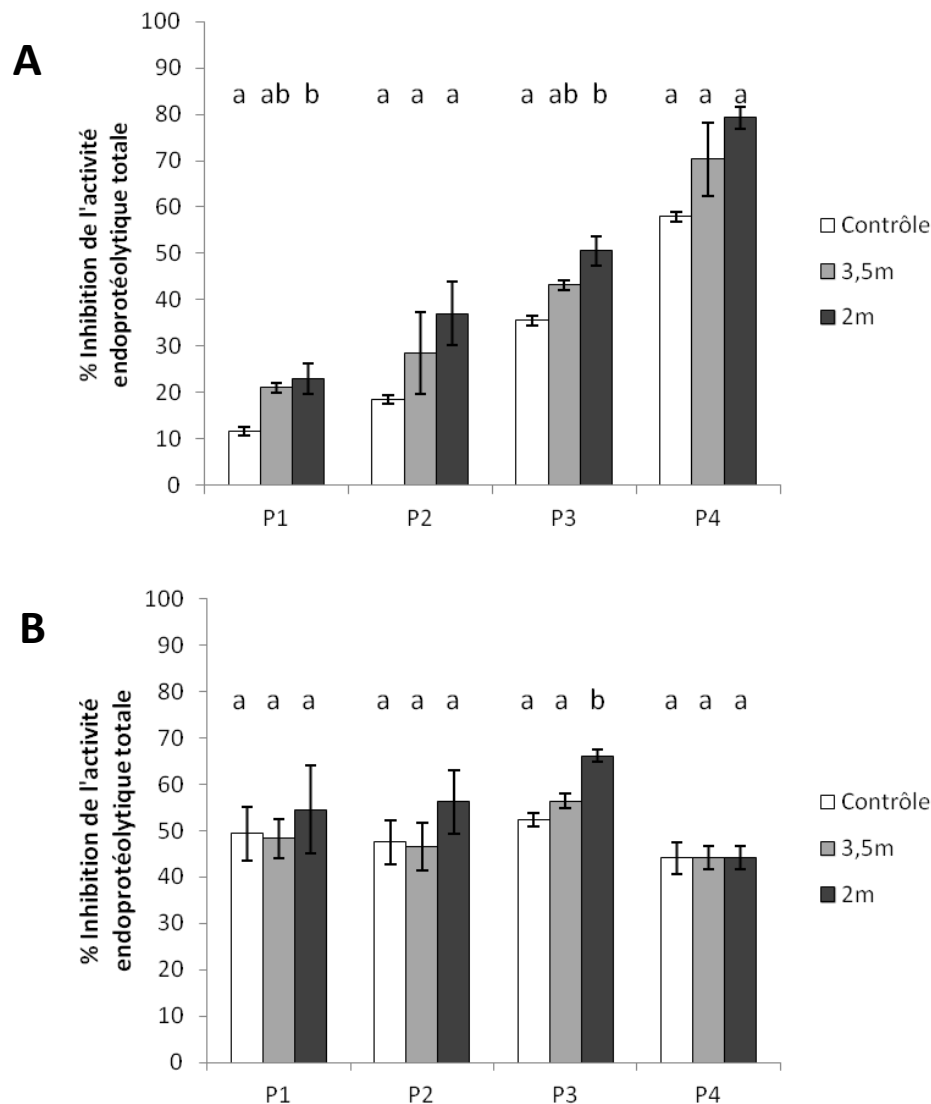 A
% Inhibition de l'activité
endoprotéolytique totale
100
90
80
70
60
50
40
30
20
10
0
a ab b a a a a ab b a a a
P1 P2 P3 P4
Contrôle
3,5m
2m
B
% Inhibition de l'activité
endoprotéolytique totale
100
90
80
70
60
50
40
30
20
10
0
a a a a a a a a b a a a
P1 P2 P3 P4
Contrôle
3,5m
2m